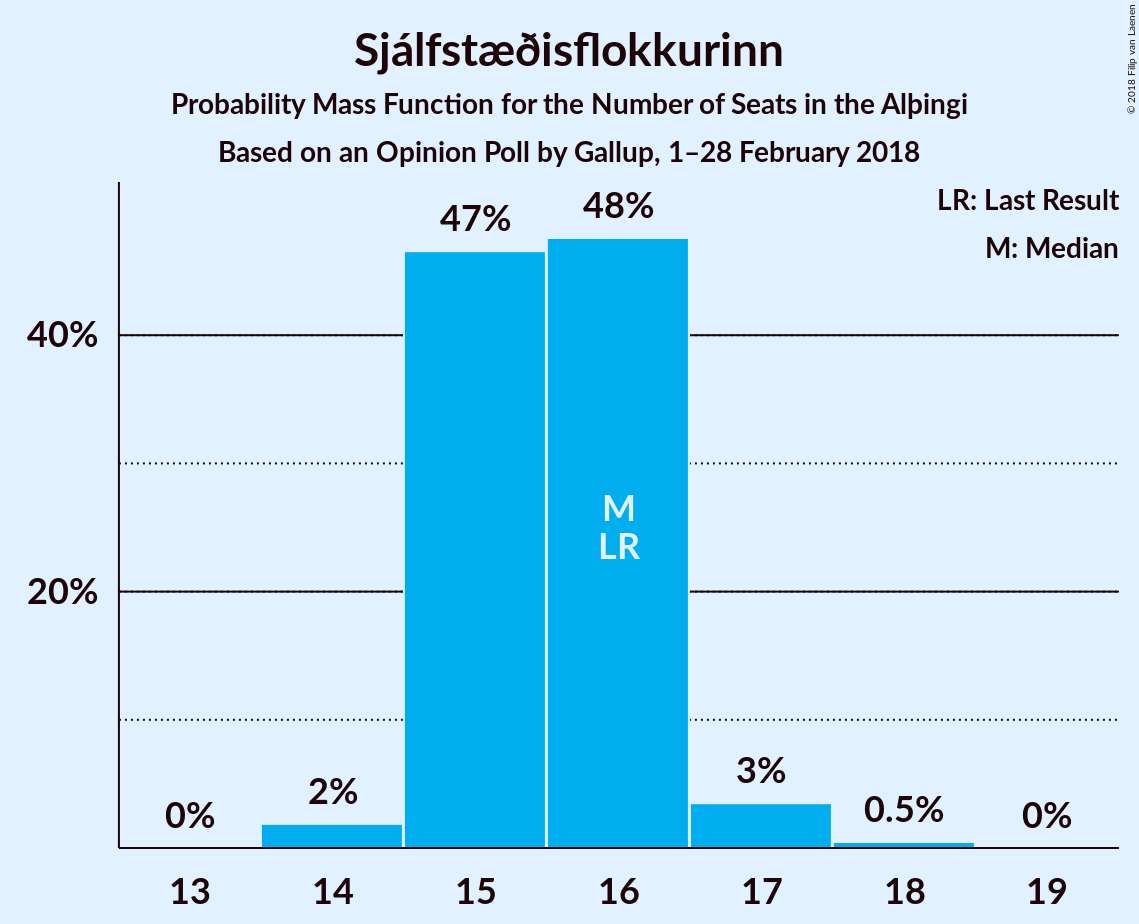 Sjálfstæðisflokkurinn
Probability Mass Function for the Number of Seats in the Alþingi
Based on an Opinion Poll by Gallup, 1–28 February 2018
© 2018 Filip van Laenen
LR: Last Result
M: Median
40%
20%
0%
2%
47%
48%
3%
0.5%
0%
M
LR
13
14
15
16
17
18
19